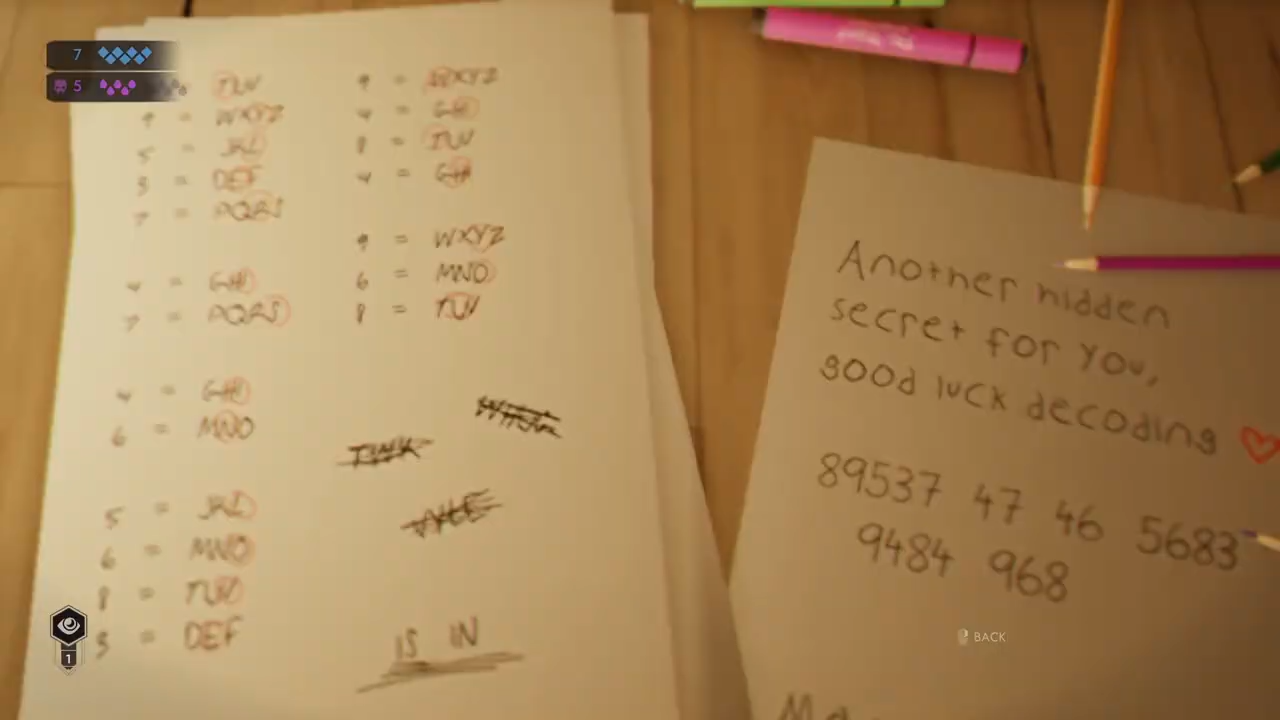 7
5
TUV
9 = WXYZ
5 = JKL
3 = DEF
7 = PQRS
4 = GHI
7 = PQRS
4 = GHI
6 = MNO
5 = JKL
6 = MNO
8 = TUV
3 = DEF
9 = WXYZ
4 = GHI
8 = TUV
4 = GHI
9 = WXYZ
6 = MNO
8 = TUV
IS IN
Another hidden
secret for you,
good luck decoding
89537 47 46 5683
9484 968
BACK
1